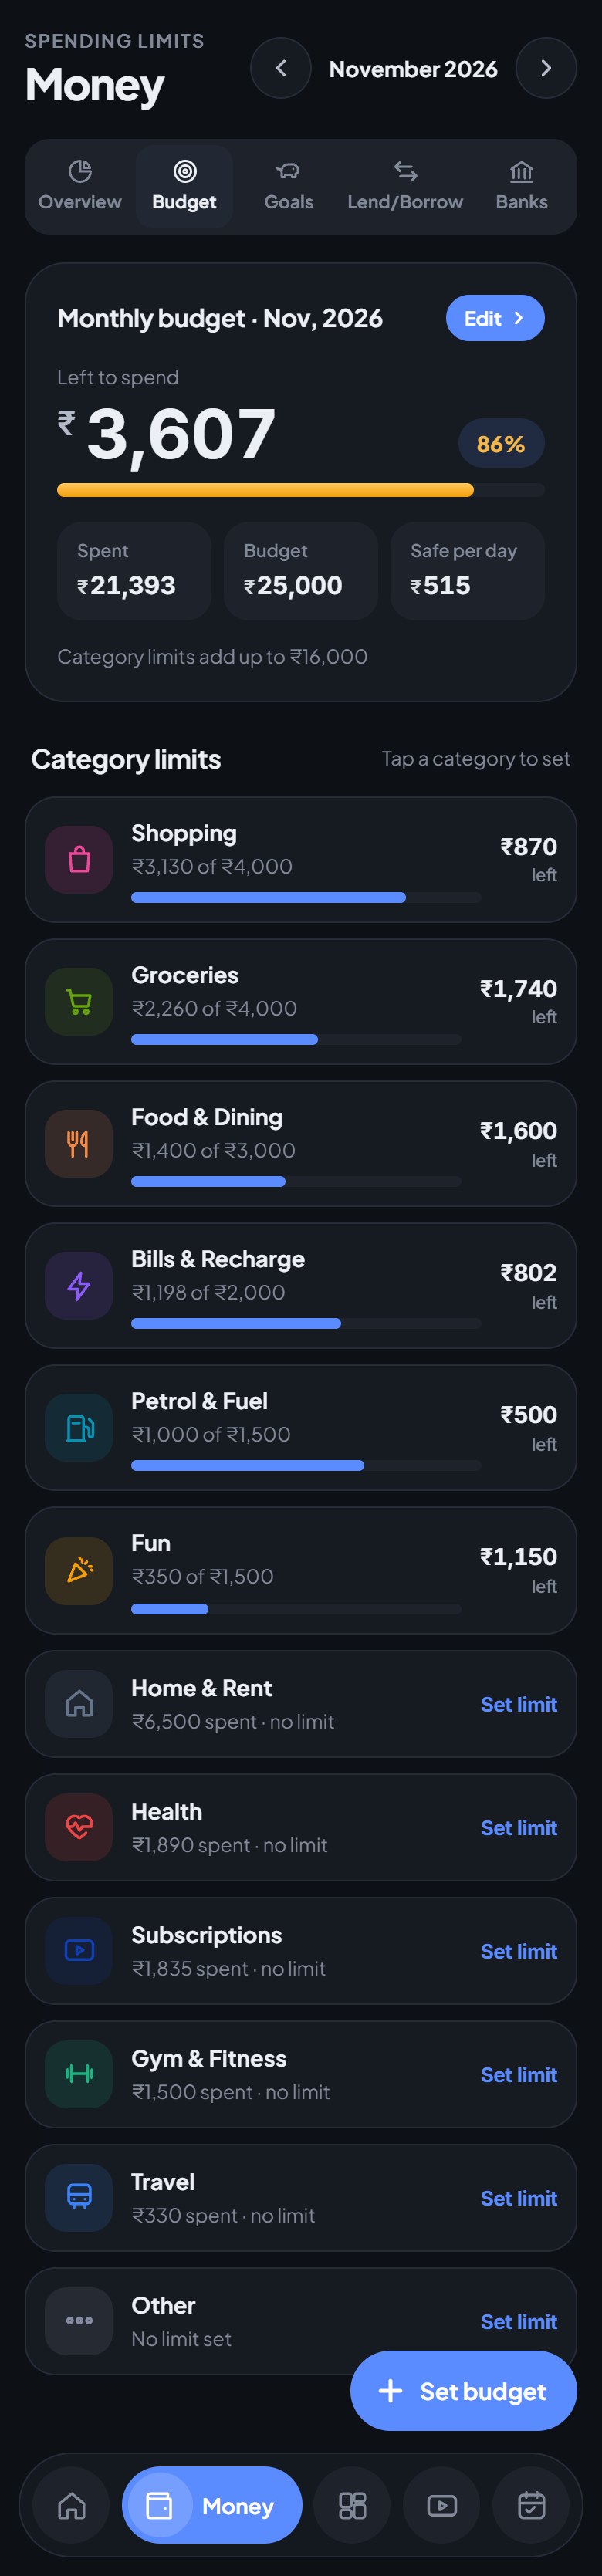 SPENDING LIMITS
Money
November 2026
Overview
Budget
Goals
Lend/Borrow
Banks
Monthly budget · Nov, 2026
Edit
Left to spend
₹ 3,607
86%
Spent
₹21,393
Budget
₹25,000
Safe per day
₹515
Category limits add up to ₹16,000
Category limits
Tap a category to set
Shopping
₹3,130 of ₹4,000
₹870
left
Groceries
₹2,260 of ₹4,000
₹1,740
left
Food & Dining
₹1,400 of ₹3,000
₹1,600
left
Bills & Recharge
₹1,198 of ₹2,000
₹802
left
Petrol & Fuel
₹1,000 of ₹1,500
₹500
left
Fun
₹350 of ₹1,500
₹1,150
left
Home & Rent
₹6,500 spent · no limit
Set limit
Health
₹1,890 spent · no limit
Set limit
Subscriptions
₹1,835 spent · no limit
Set limit
Gym & Fitness
₹1,500 spent · no limit
Set limit
Travel
₹330 spent · no limit
Set limit
Other
No limit set
Set limit
Set budget
Money